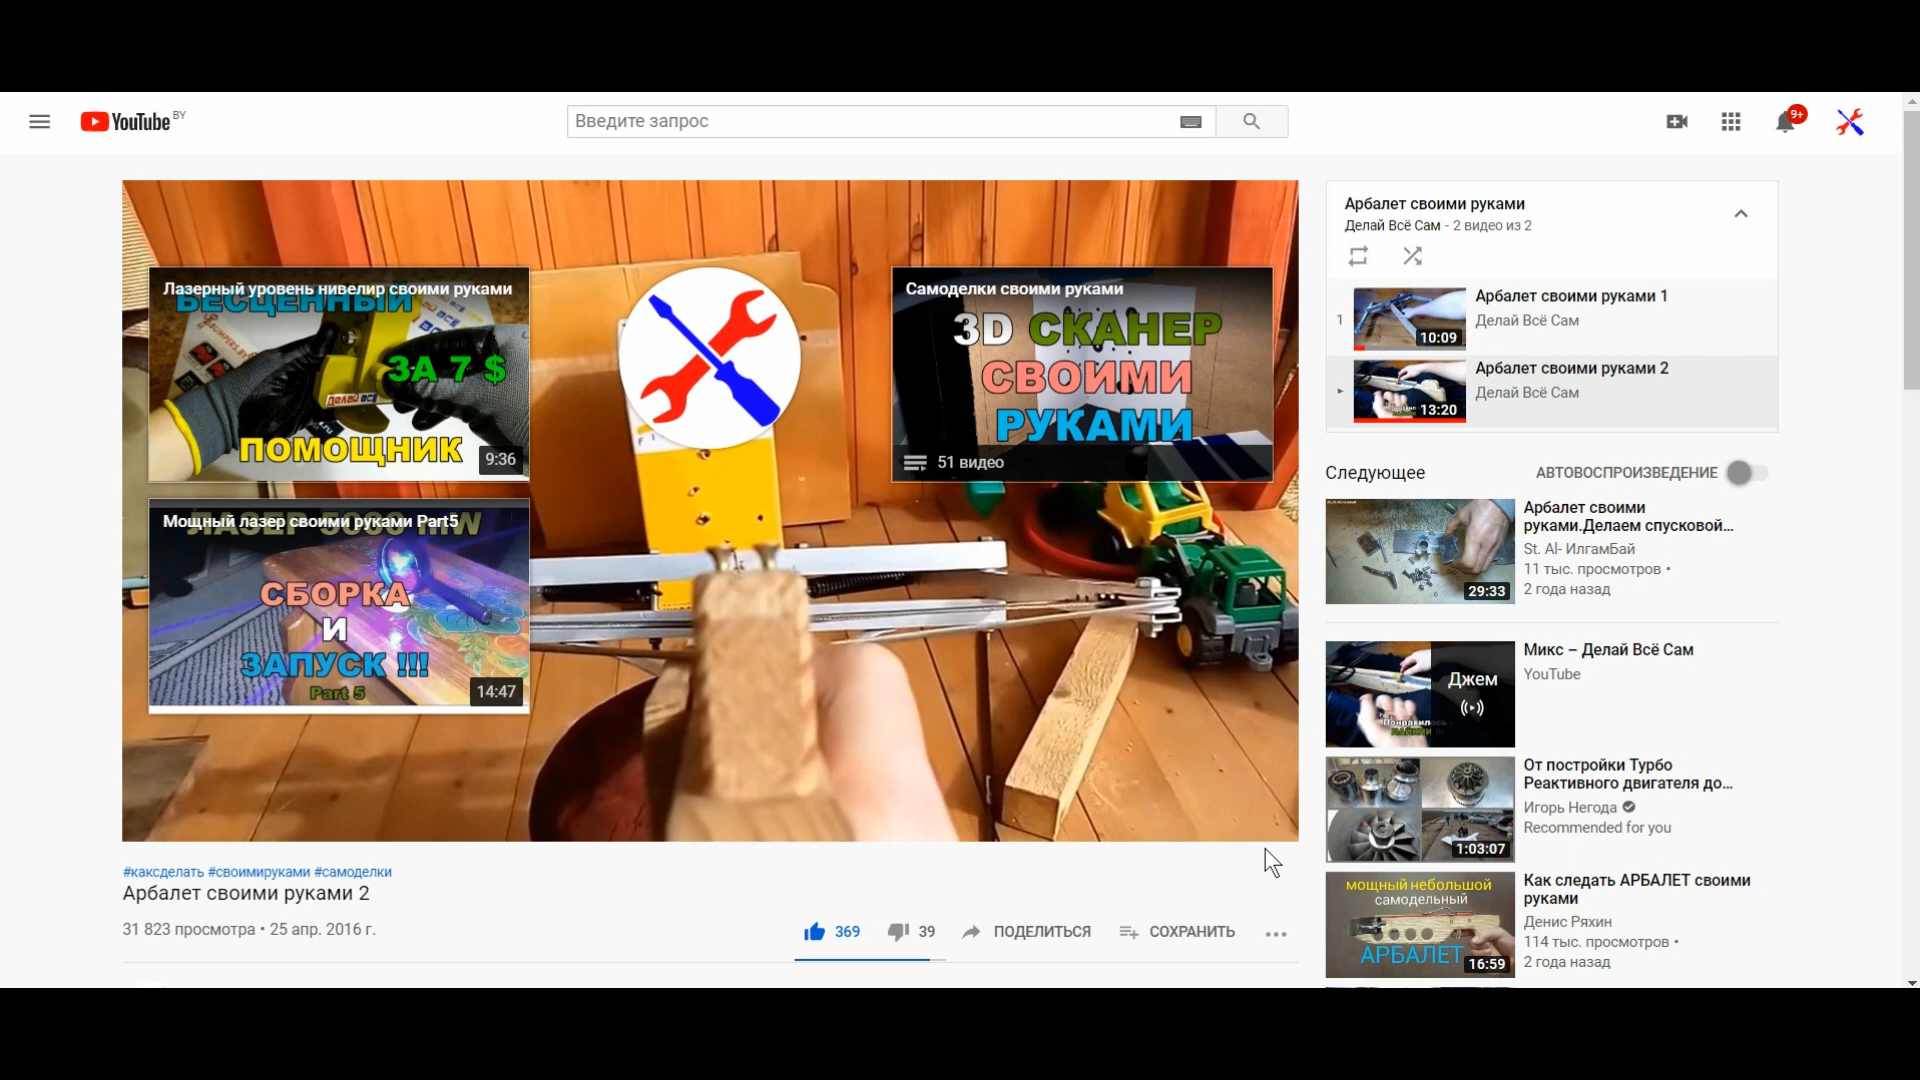 YouTube BY
Введите запрос
9+
Лазерный уровень нивелир своими руками
БЕСЦЕННЫЙ
ЗА 7 $
ПОМОЩНИК
9:36
Мощный лазер своими руками Part5
ЛАЗЕР 5000 mW
СБОРКА
И
ЗАПУСК !!!
Part 5
14:47
Самоделки своими руками
3D СКАНЕР
СВОИМИ
РУКАМИ
51 видео
#каксделать #своимируками #самоделки
Арбалет своими руками 2
31 823 просмотра • 25 апр. 2016 г.
369
39
ПОДЕЛИТЬСЯ
СОХРАНИТЬ
Арбалет своими руками
Делай Всё Сам - 2 видео из 2
1
Арбалет своими руками 1
Делай Всё Сам
10:09
Арбалет своими руками 2
Делай Всё Сам
13:20
Следующее
АВТОВОСПРОИЗВЕДЕНИЕ
Арбалет своими
руками.Делаем спусковой...
St. Al- ИлгамБай
11 тыс. просмотров •
2 года назад
29:33
Микс – Делай Всё Сам
YouTube
Джем
От постройки Турбо
Реактивного двигателя до...
Игорь Негода
Recommended for you
1:03:07
мощный небольшой
самодельный
АРБАЛЕТ
16:59
Как следать АРБАЛЕТ своими
руками
Денис Ряхин
114 тыс. просмотров •
2 года назад